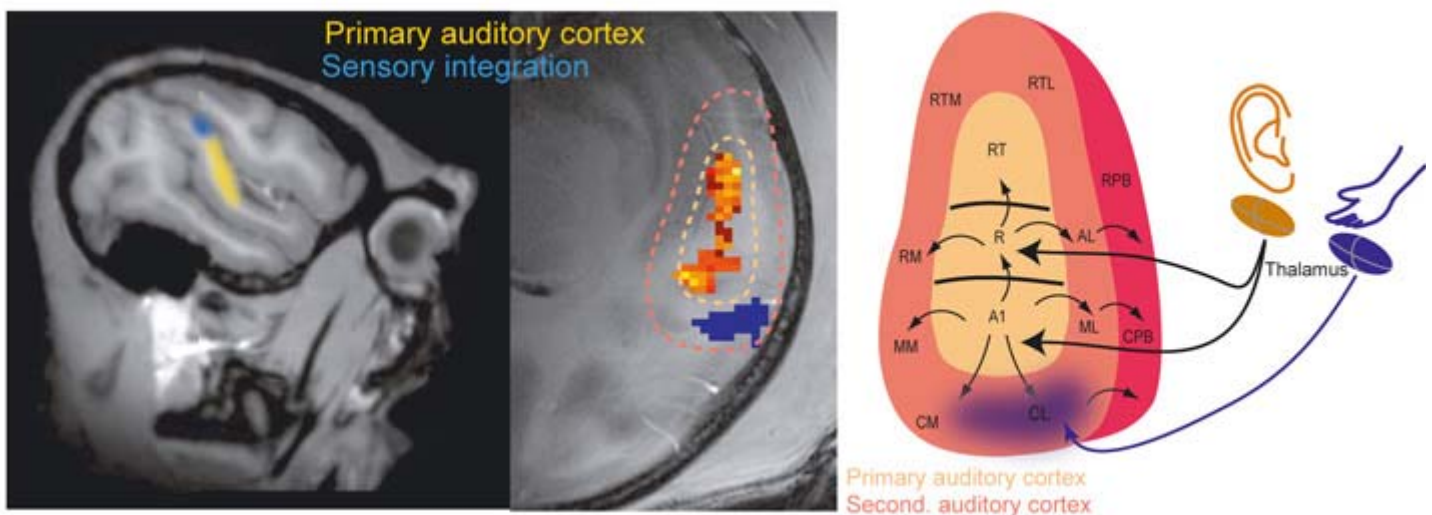 Primary auditory cortex
Sensory integration
RTM
RTL
RT
RPB
RM
R
AL
Thalamus
A1
ML
MM
CPB
CM
CL
Primary auditory cortex
Second. auditory cortex